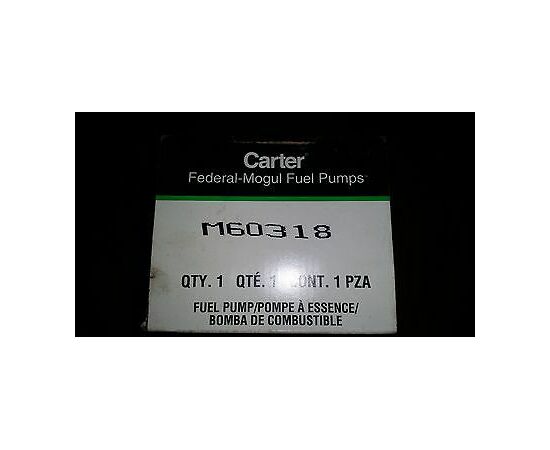 Carter
Federal-Mogul Fuel Pumps
M60318
QTY. 1 QTÉ. 1 CONT. 1 PZA
FUEL PUMP/POMPE À ESSENCE/
BOMBA DE COMBUSTIBLE